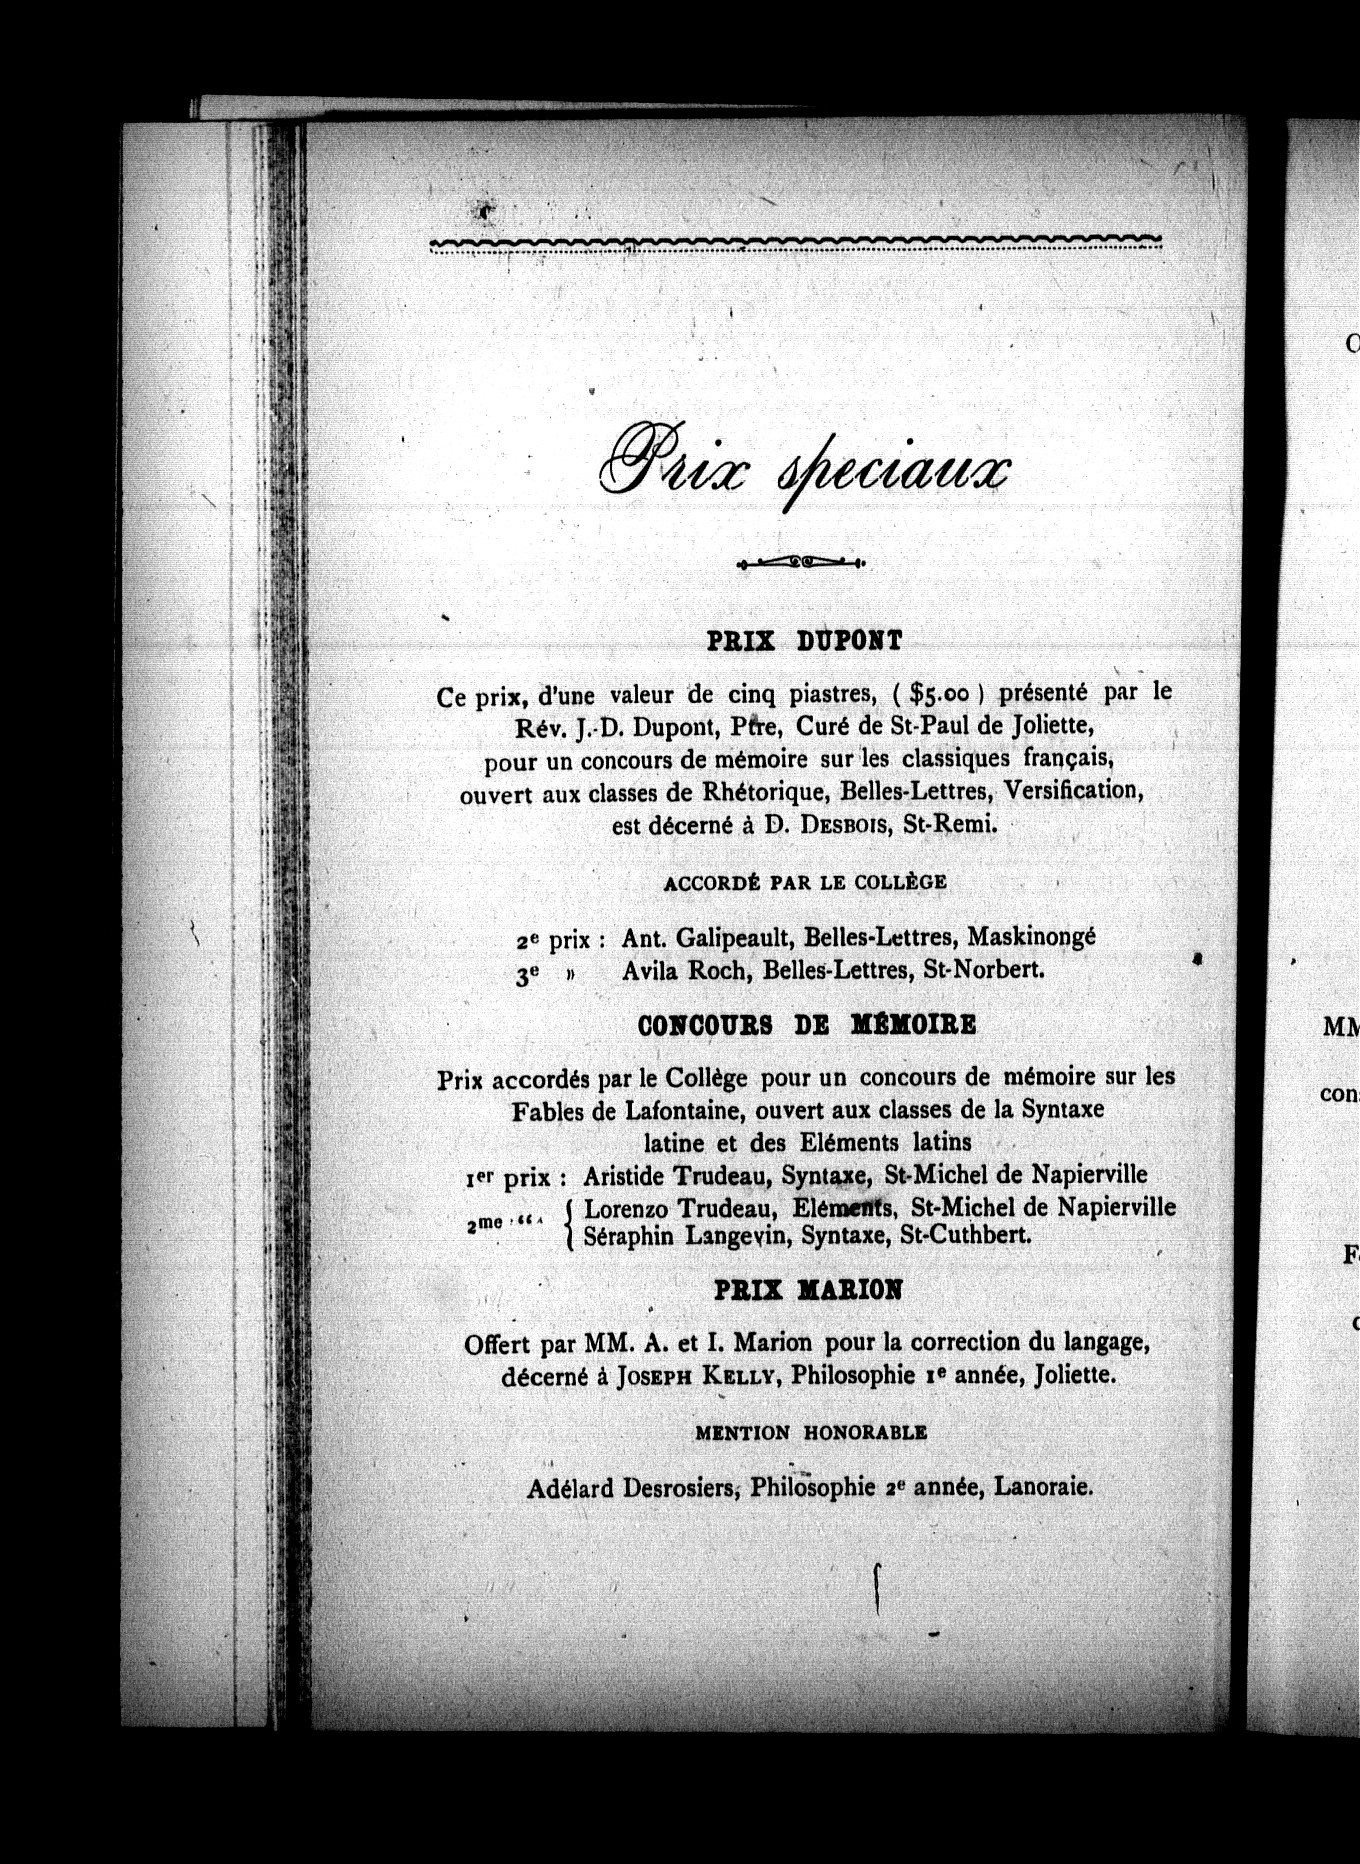 Prix speciaux
PRIX DUPONT
Ce prix, d'une valeur de cinq piastres, ( $5.00 ) présenté par le
Rév. J.-D. Dupont, Ptre, Curé de St-Paul de Joliette,
pour un concours de mémoire sur les classiques français,
ouvert aux classes de Rhétorique, Belles-Lettres, Versification,
est décerné à D. DESBOIS, St-Remi.
ACCORDÉ PAR LE COLLÈGE
2e prix : Ant. Galipeault, Belles-Lettres, Maskinongé
3e » Avila Roch, Belles-Lettres, St-Norbert.
CONCOURS DE MÉMOIRE
Prix accordés par le Collège pour un concours de mémoire sur les
Fables de Lafontaine, ouvert aux classes de la Syntaxe
latine et des Eléments latins
1er prix : Aristide Trudeau, Syntaxe, St-Michel de Napierville
2me " { Lorenzo Trudeau, Eléments, St-Michel de Napierville
Séraphin Langevin, Syntaxe, St-Cuthbert.
PRIX MARION
Offert par MM. A. et I. Marion pour la correction du langage,
décerné à JOSEPH KELLY, Philosophie 1e année, Joliette.
MENTION HONORABLE
Adélard Desrosiers, Philosophie 2e année, Lanoraie.